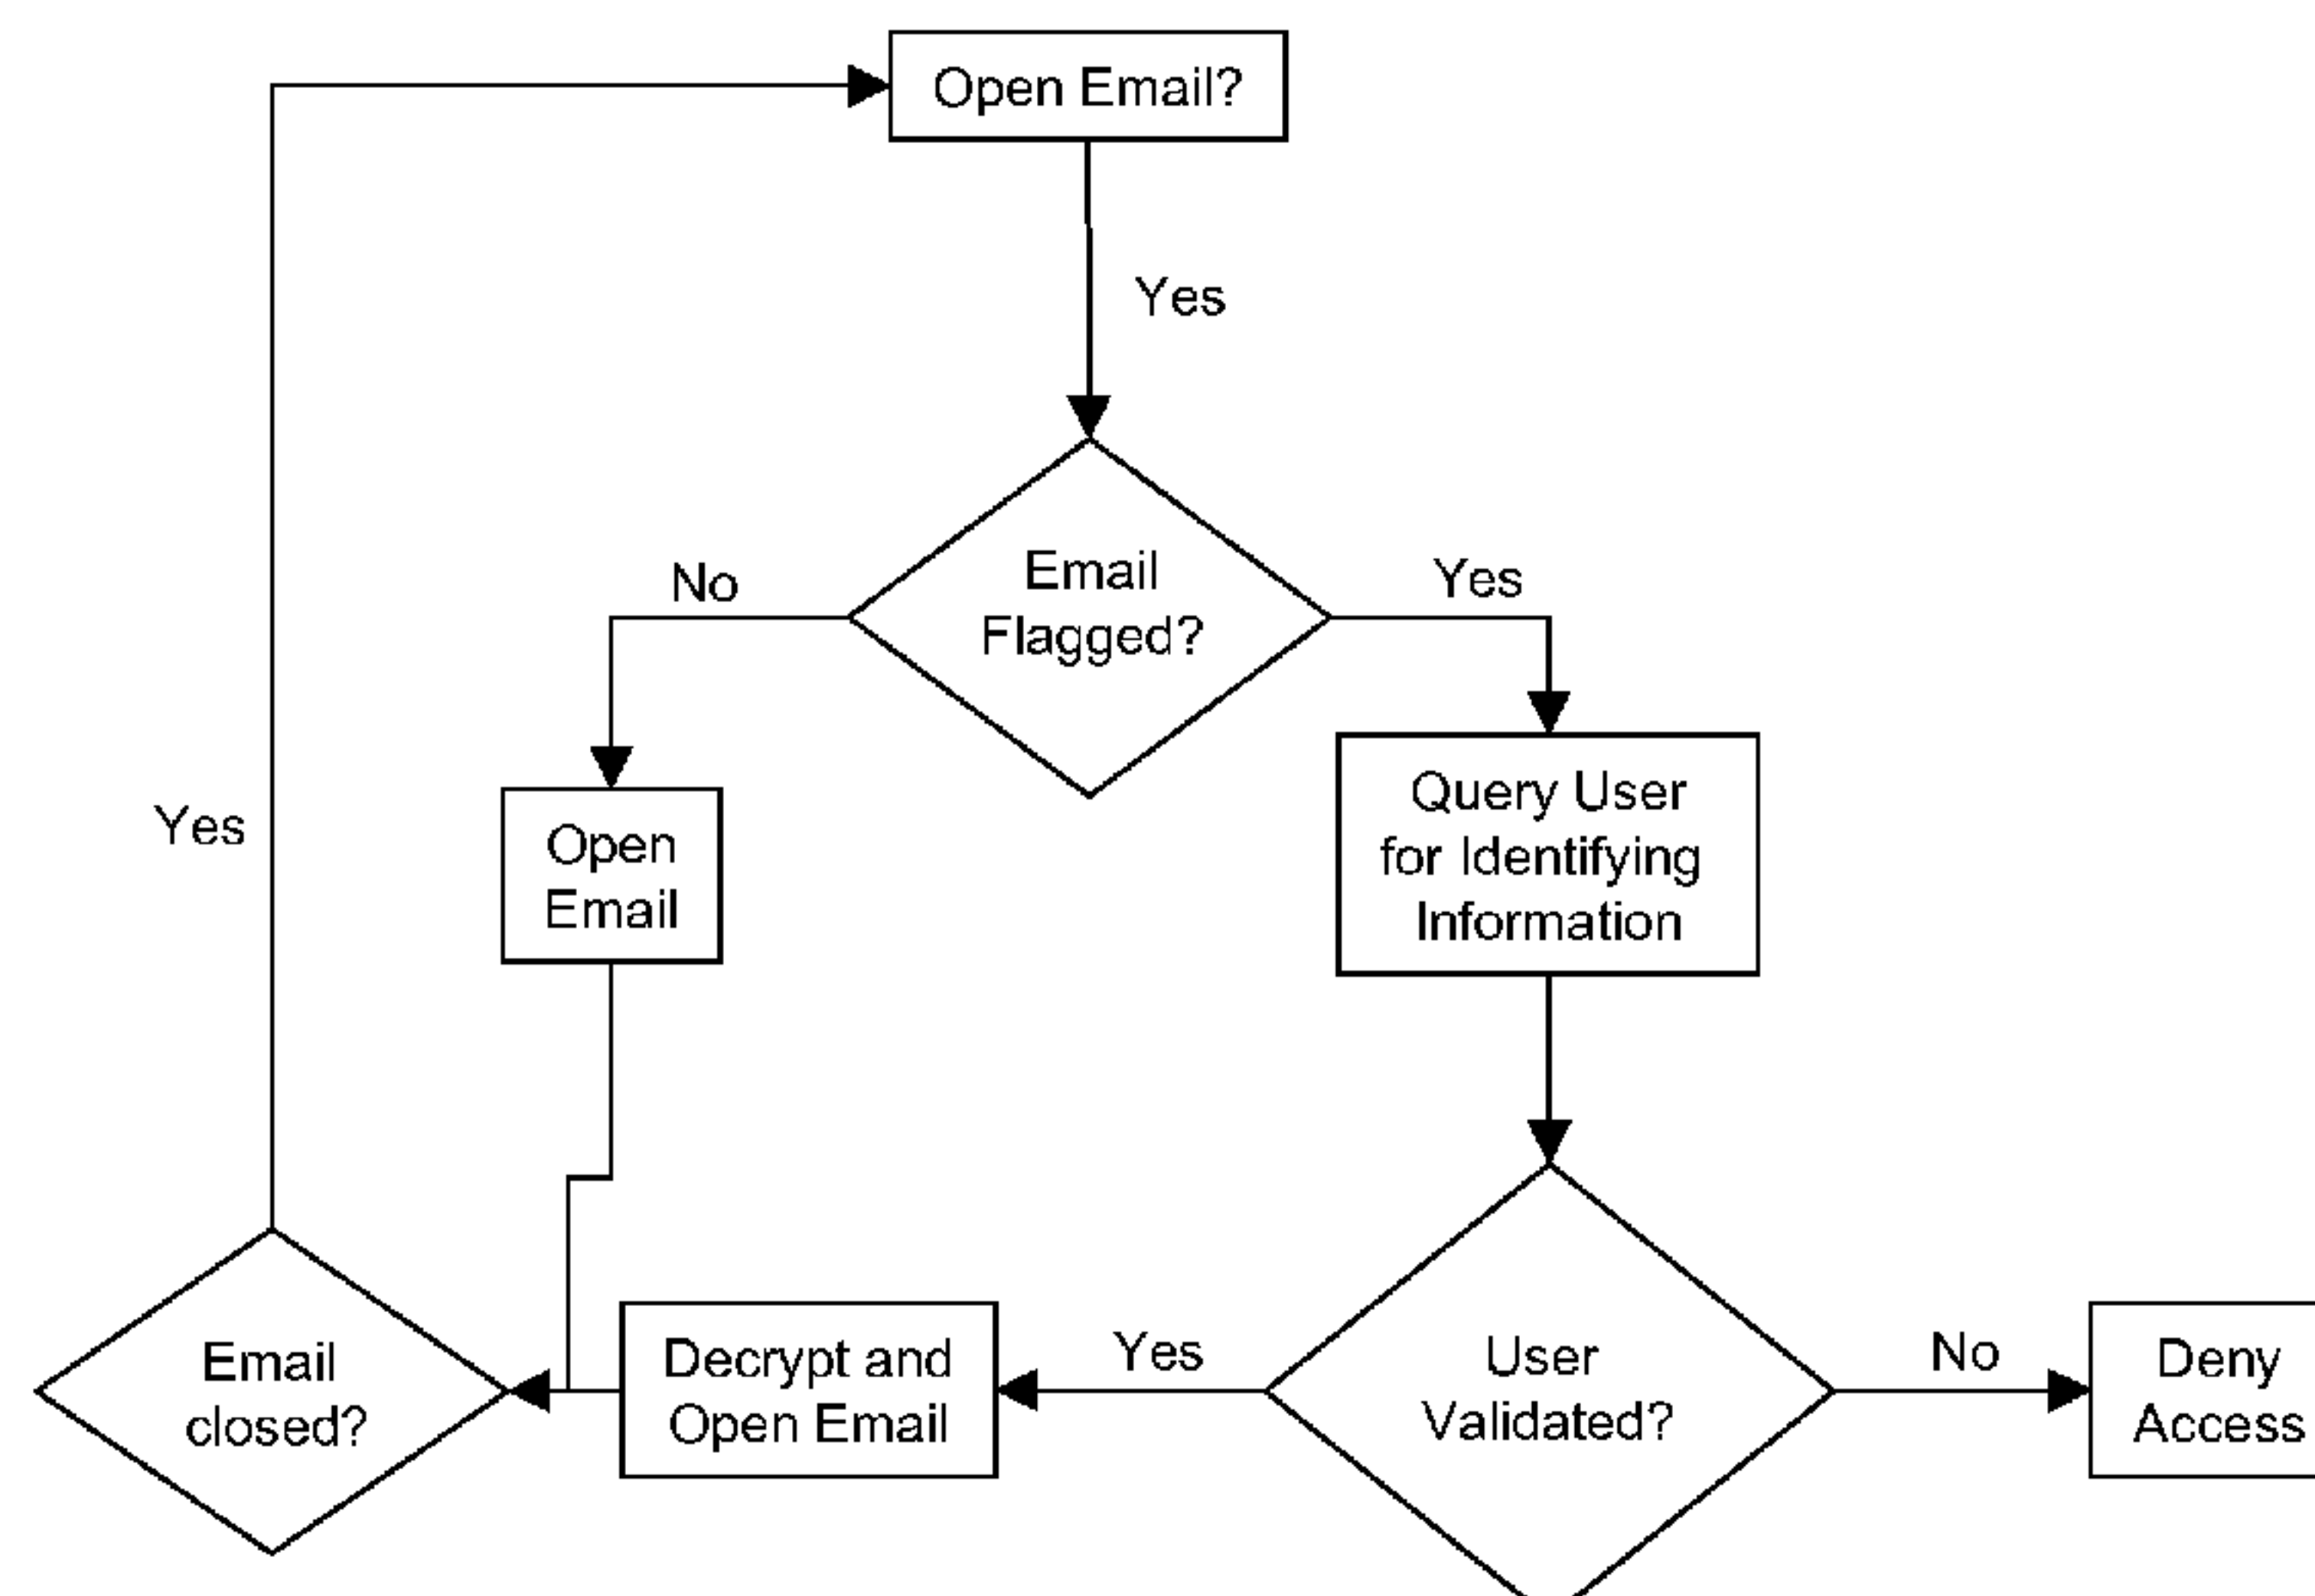 Open Email?
Yes
Email
Flagged?
No
Yes
Open
Email
Query User
for Identifying
Information
Yes
Email
closed?
Decrypt and
Open Email
Yes
User
Validated?
No
Deny
Access